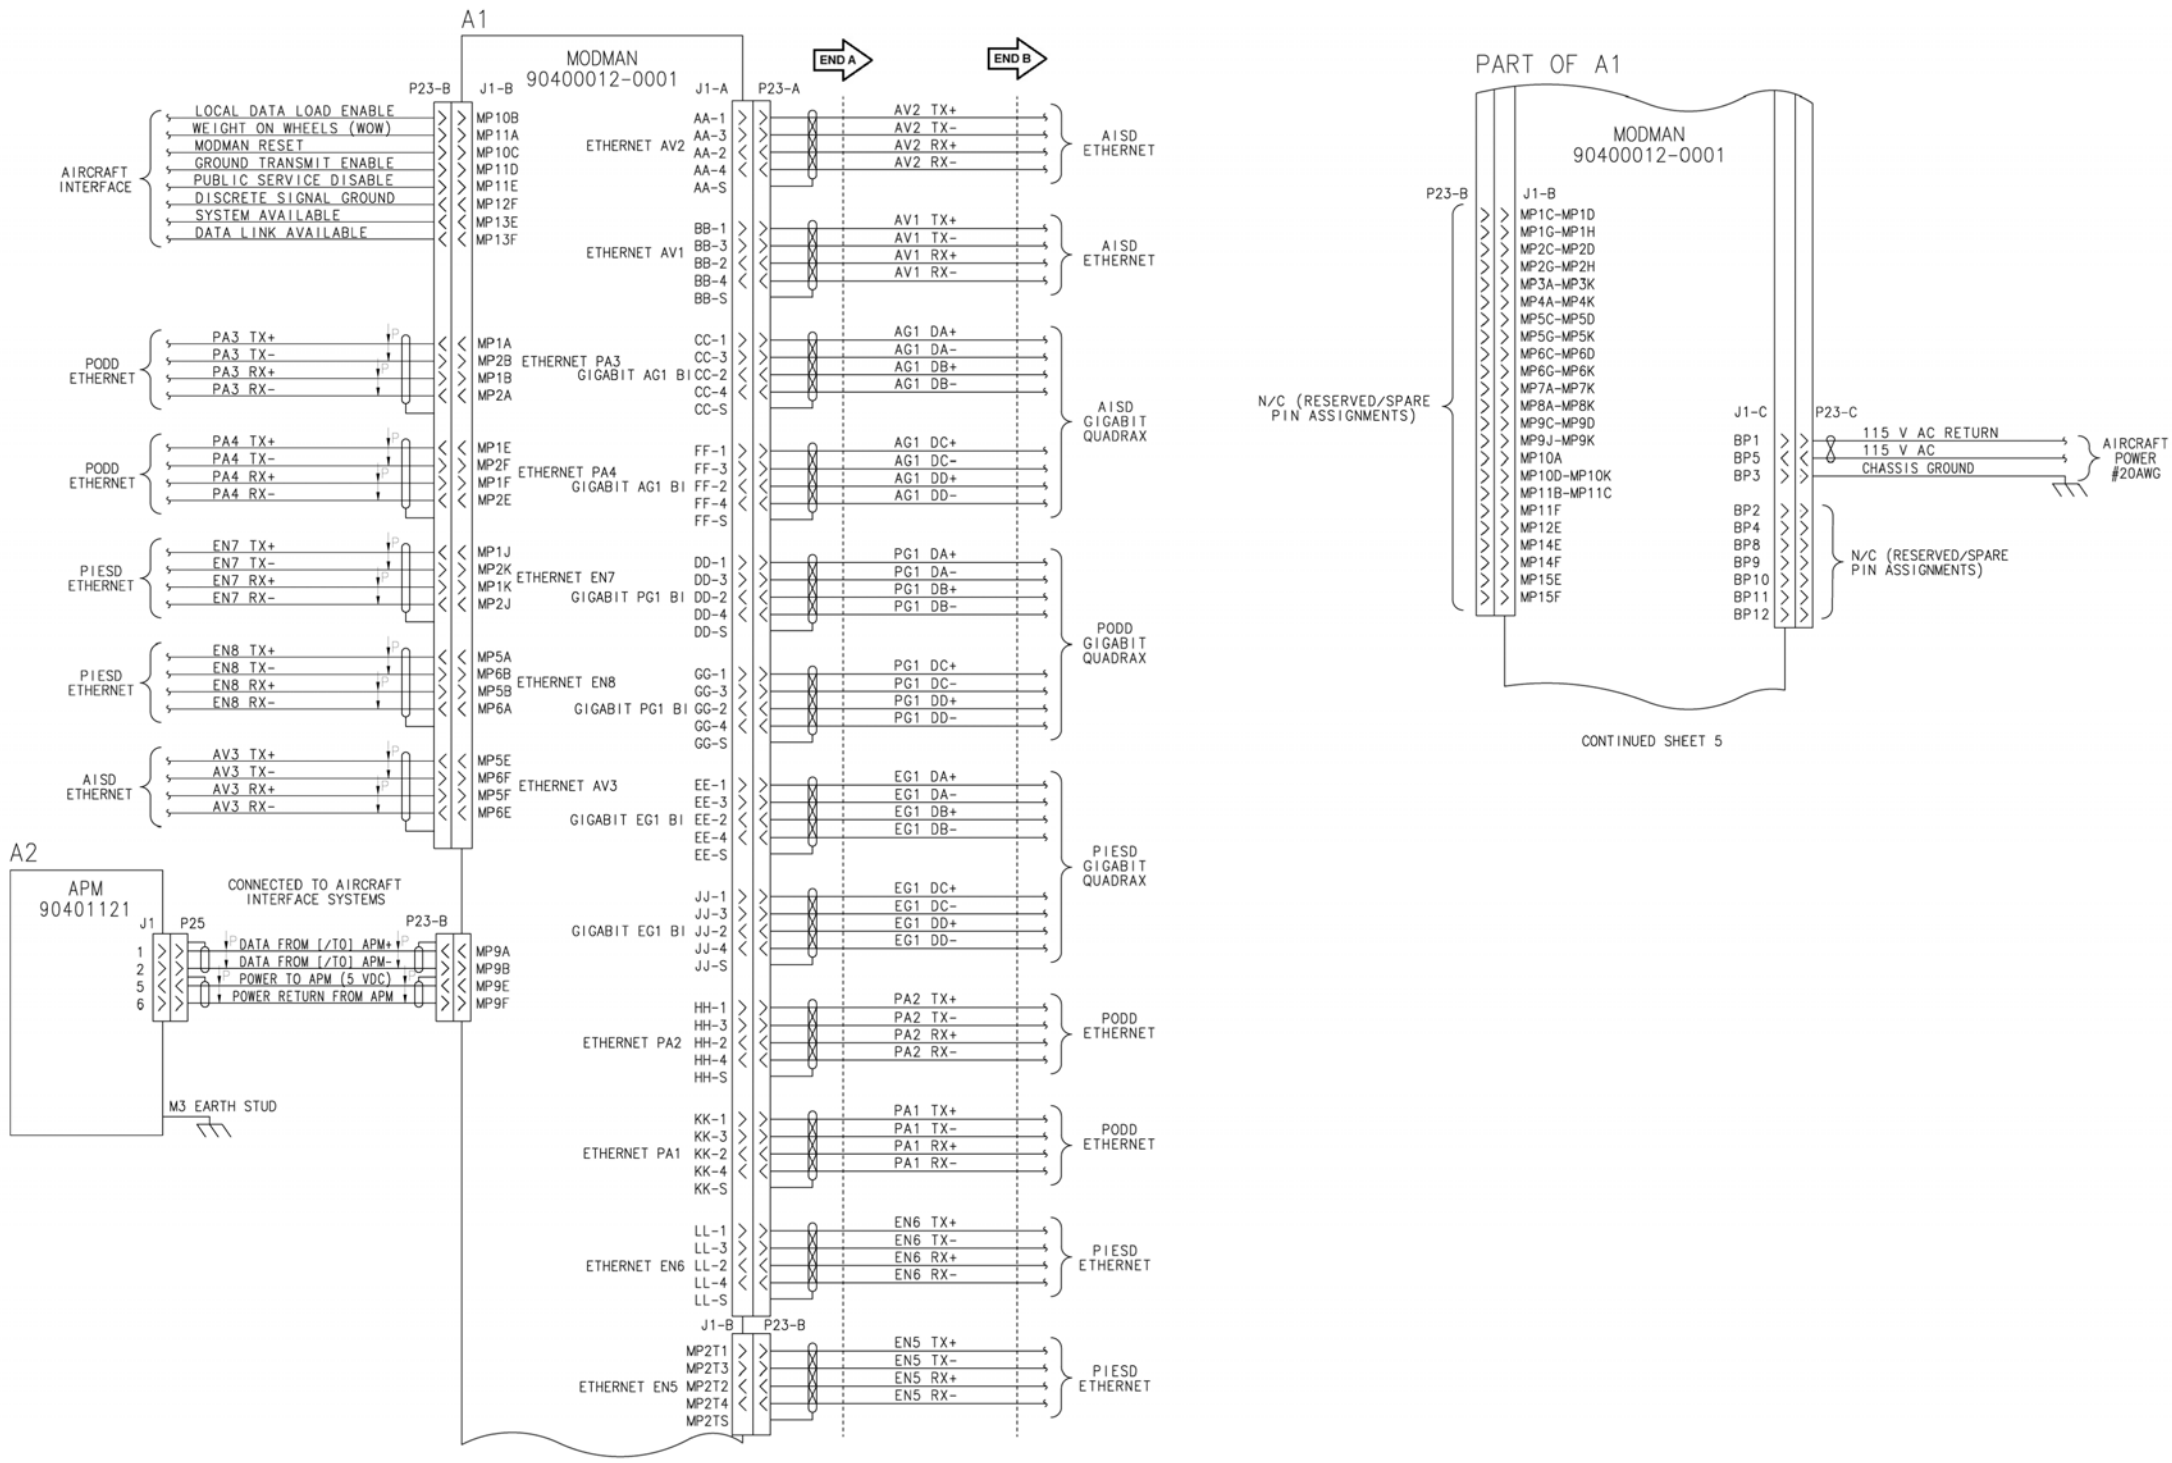 A1
MODMAN
90400012-0001
END A
END B
P23-B
J1-B
J1-A
P23-A
AIRCRAFT
INTERFACE
LOCAL DATA LOAD ENABLE
WEIGHT ON WHEELS (WOW)
MODMAN RESET
GROUND TRANSMIT ENABLE
PUBLIC SERVICE DISABLE
DISCRETE SIGNAL GROUND
SYSTEM AVAILABLE
DATA LINK AVAILABLE
MP10B
MP11A
MP10C
MP11D
MP11E
MP12F
MP13E
MP13F
PODD
ETHERNET
PA3 TX+
PA3 TX-
PA3 RX+
PA3 RX-
P
P
MP1A
MP2B
MP1B
MP2A
ETHERNET PA3
PODD
ETHERNET
PA4 TX+
PA4 TX-
PA4 RX+
PA4 RX-
P
P
MP1E
MP2F
MP1F
MP2E
ETHERNET PA4
PIESD
ETHERNET
EN7 TX+
EN7 TX-
EN7 RX+
EN7 RX-
P
P
MP1J
MP2K
MP1K
MP2J
ETHERNET EN7
PIESD
ETHERNET
EN8 TX+
EN8 TX-
EN8 RX+
EN8 RX-
P
P
MP5A
MP6B
MP5B
MP6A
ETHERNET EN8
AISD
ETHERNET
AV3 TX+
AV3 TX-
AV3 RX+
AV3 RX-
P
P
MP5E
MP6F
MP5F
MP6E
ETHERNET AV3
A2
APM
90401121
CONNECTED TO AIRCRAFT
INTERFACE SYSTEMS
J1
P25
P23-B
1
2
5
6
DATA FROM [/TO] APM+
DATA FROM [/TO] APM-
POWER TO APM (5 VDC)
POWER RETURN FROM APM
P
P
P
P
MP9A
MP9B
MP9E
MP9F
M3 EARTH STUD
ETHERNET AV2
AA-1
AA-3
AA-2
AA-4
AA-S
AV2 TX+
AV2 TX-
AV2 RX+
AV2 RX-
AISD
ETHERNET
ETHERNET AV1
BB-1
BB-3
BB-2
BB-4
BB-S
AV1 TX+
AV1 TX-
AV1 RX+
AV1 RX-
AISD
ETHERNET
GIGABIT AG1 BI
CC-1
CC-3
CC-2
CC-4
CC-S
AG1 DA+
AG1 DA-
AG1 DB+
AG1 DB-
AISD
GIGABIT
QUADRAX
GIGABIT AG1 BI
FF-1
FF-3
FF-2
FF-4
FF-S
AG1 DC+
AG1 DC-
AG1 DD+
AG1 DD-
GIGABIT PG1 BI
DD-1
DD-3
DD-2
DD-4
DD-S
PG1 DA+
PG1 DA-
PG1 DB+
PG1 DB-
PODD
GIGABIT
QUADRAX
GIGABIT PG1 BI
GG-1
GG-3
GG-2
GG-4
GG-S
PG1 DC+
PG1 DC-
PG1 DD+
PG1 DD-
GIGABIT EG1 BI
EE-1
EE-3
EE-2
EE-4
EE-S
EG1 DA+
EG1 DA-
EG1 DB+
EG1 DB-
PIESD
GIGABIT
QUADRAX
GIGABIT EG1 BI
JJ-1
JJ-3
JJ-2
JJ-4
JJ-S
EG1 DC+
EG1 DC-
EG1 DD+
EG1 DD-
ETHERNET PA2
HH-1
HH-3
HH-2
HH-4
HH-S
PA2 TX+
PA2 TX-
PA2 RX+
PA2 RX-
PODD
ETHERNET
ETHERNET PA1
KK-1
KK-3
KK-2
KK-4
KK-S
PA1 TX+
PA1 TX-
PA1 RX+
PA1 RX-
PODD
ETHERNET
ETHERNET EN6
LL-1
LL-3
LL-2
LL-4
LL-S
EN6 TX+
EN6 TX-
EN6 RX+
EN6 RX-
PIESD
ETHERNET
J1-B
P23-B
ETHERNET EN5
MP2T1
MP2T3
MP2T2
MP2T4
MP2TS
EN5 TX+
EN5 TX-
EN5 RX+
EN5 RX-
PIESD
ETHERNET
PART OF A1
MODMAN
90400012-0001
P23-B
J1-B
N/C (RESERVED/SPARE
PIN ASSIGNMENTS)
MP1C-MP1D
MP1G-MP1H
MP2C-MP2D
MP2G-MP2H
MP3A-MP3K
MP4A-MP4K
MP5C-MP5D
MP5G-MP5K
MP6C-MP6D
MP6G-MP6K
MP7A-MP7K
MP8A-MP8K
MP9C-MP9D
MP9J-MP9K
MP10A
MP10D-MP10K
MP11B-MP11C
MP11F
MP12E
MP14E
MP14F
MP15E
MP15F
J1-C
P23-C
BP1
BP5
BP3
115 V AC RETURN
115 V AC
CHASSIS GROUND
AIRCRAFT
POWER
#20AWG
BP2
BP4
BP8
BP9
BP10
BP11
BP12
N/C (RESERVED/SPARE
PIN ASSIGNMENTS)
CONTINUED SHEET 5